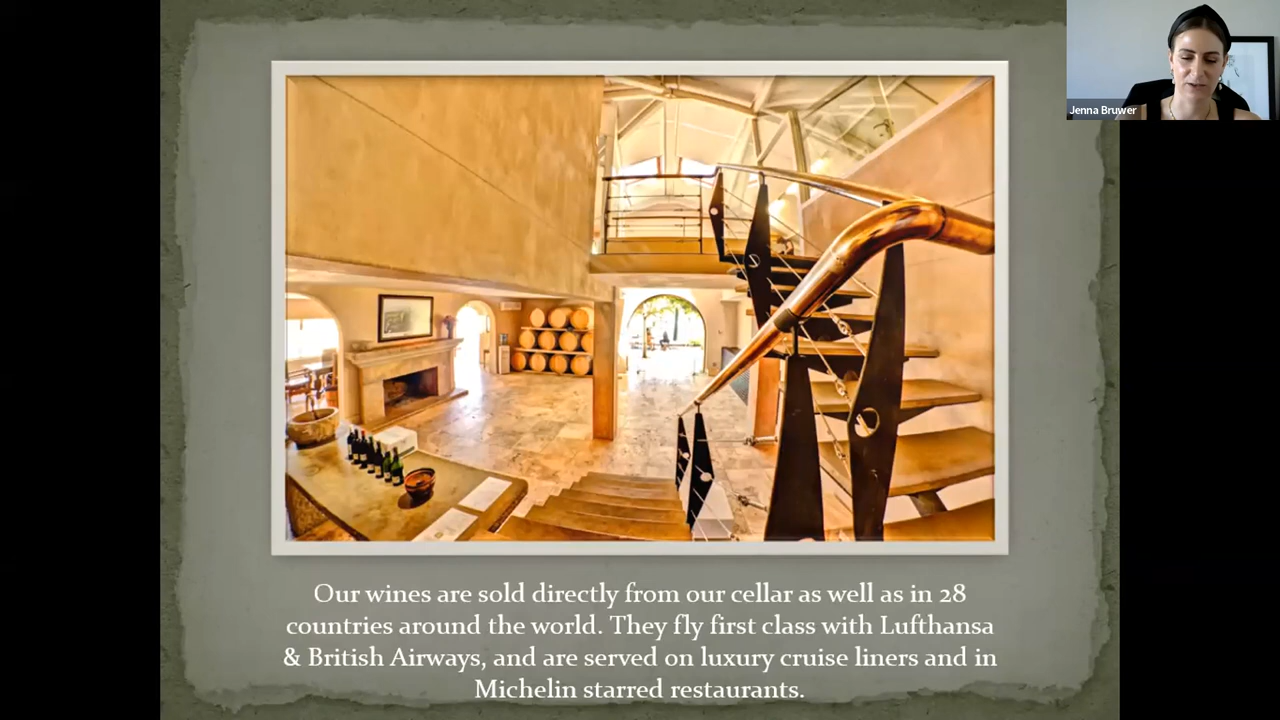 Jenna Bruwer
Our wines are sold directly from our cellar as well as in 28
countries around the world. They fly first class with Lufthansa
& British Airways, and are served on luxury cruise liners and in
Michelin starred restaurants.